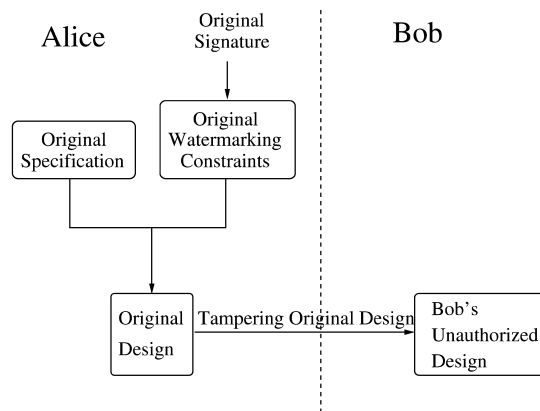 Alice
Original
Signature
Bob
Original
Specification
Original
Watermarking
Constraints
Original
Design
Tampering Original Design
Bob's
Unauthorized
Design